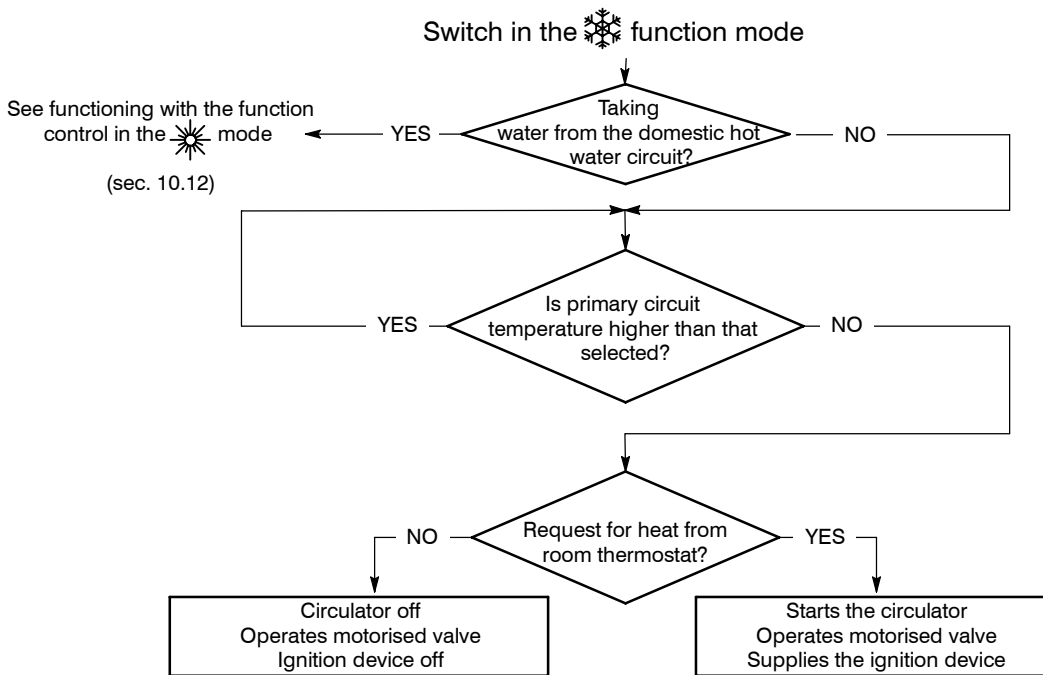 Switch in the function mode
Taking
water from the domestic hot
water circuit?
YES
NO
See functioning with the function
control in the mode
(sec. 10.12)
Is primary circuit
temperature higher than that
selected?
YES
NO
Request for heat from
room thermostat?
NO
YES
Circulator off
Operates motorised valve
Ignition device off
Starts the circulator
Operates motorised valve
Supplies the ignition device